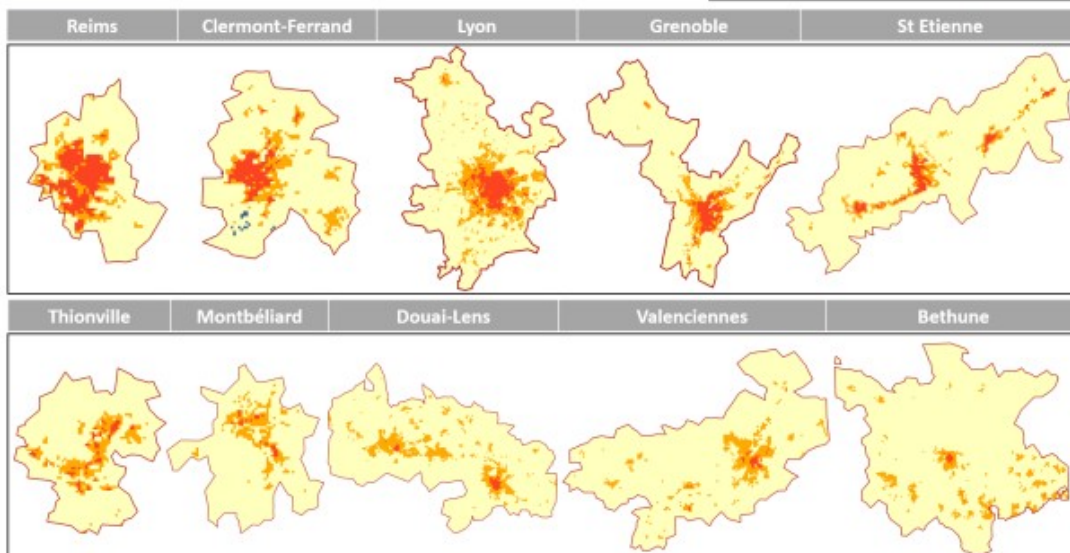 Reims Clermont-Ferrand Lyon Grenoble St Etienne
Thionville Montbéliard Douai-Lens Valenciennes Bethune